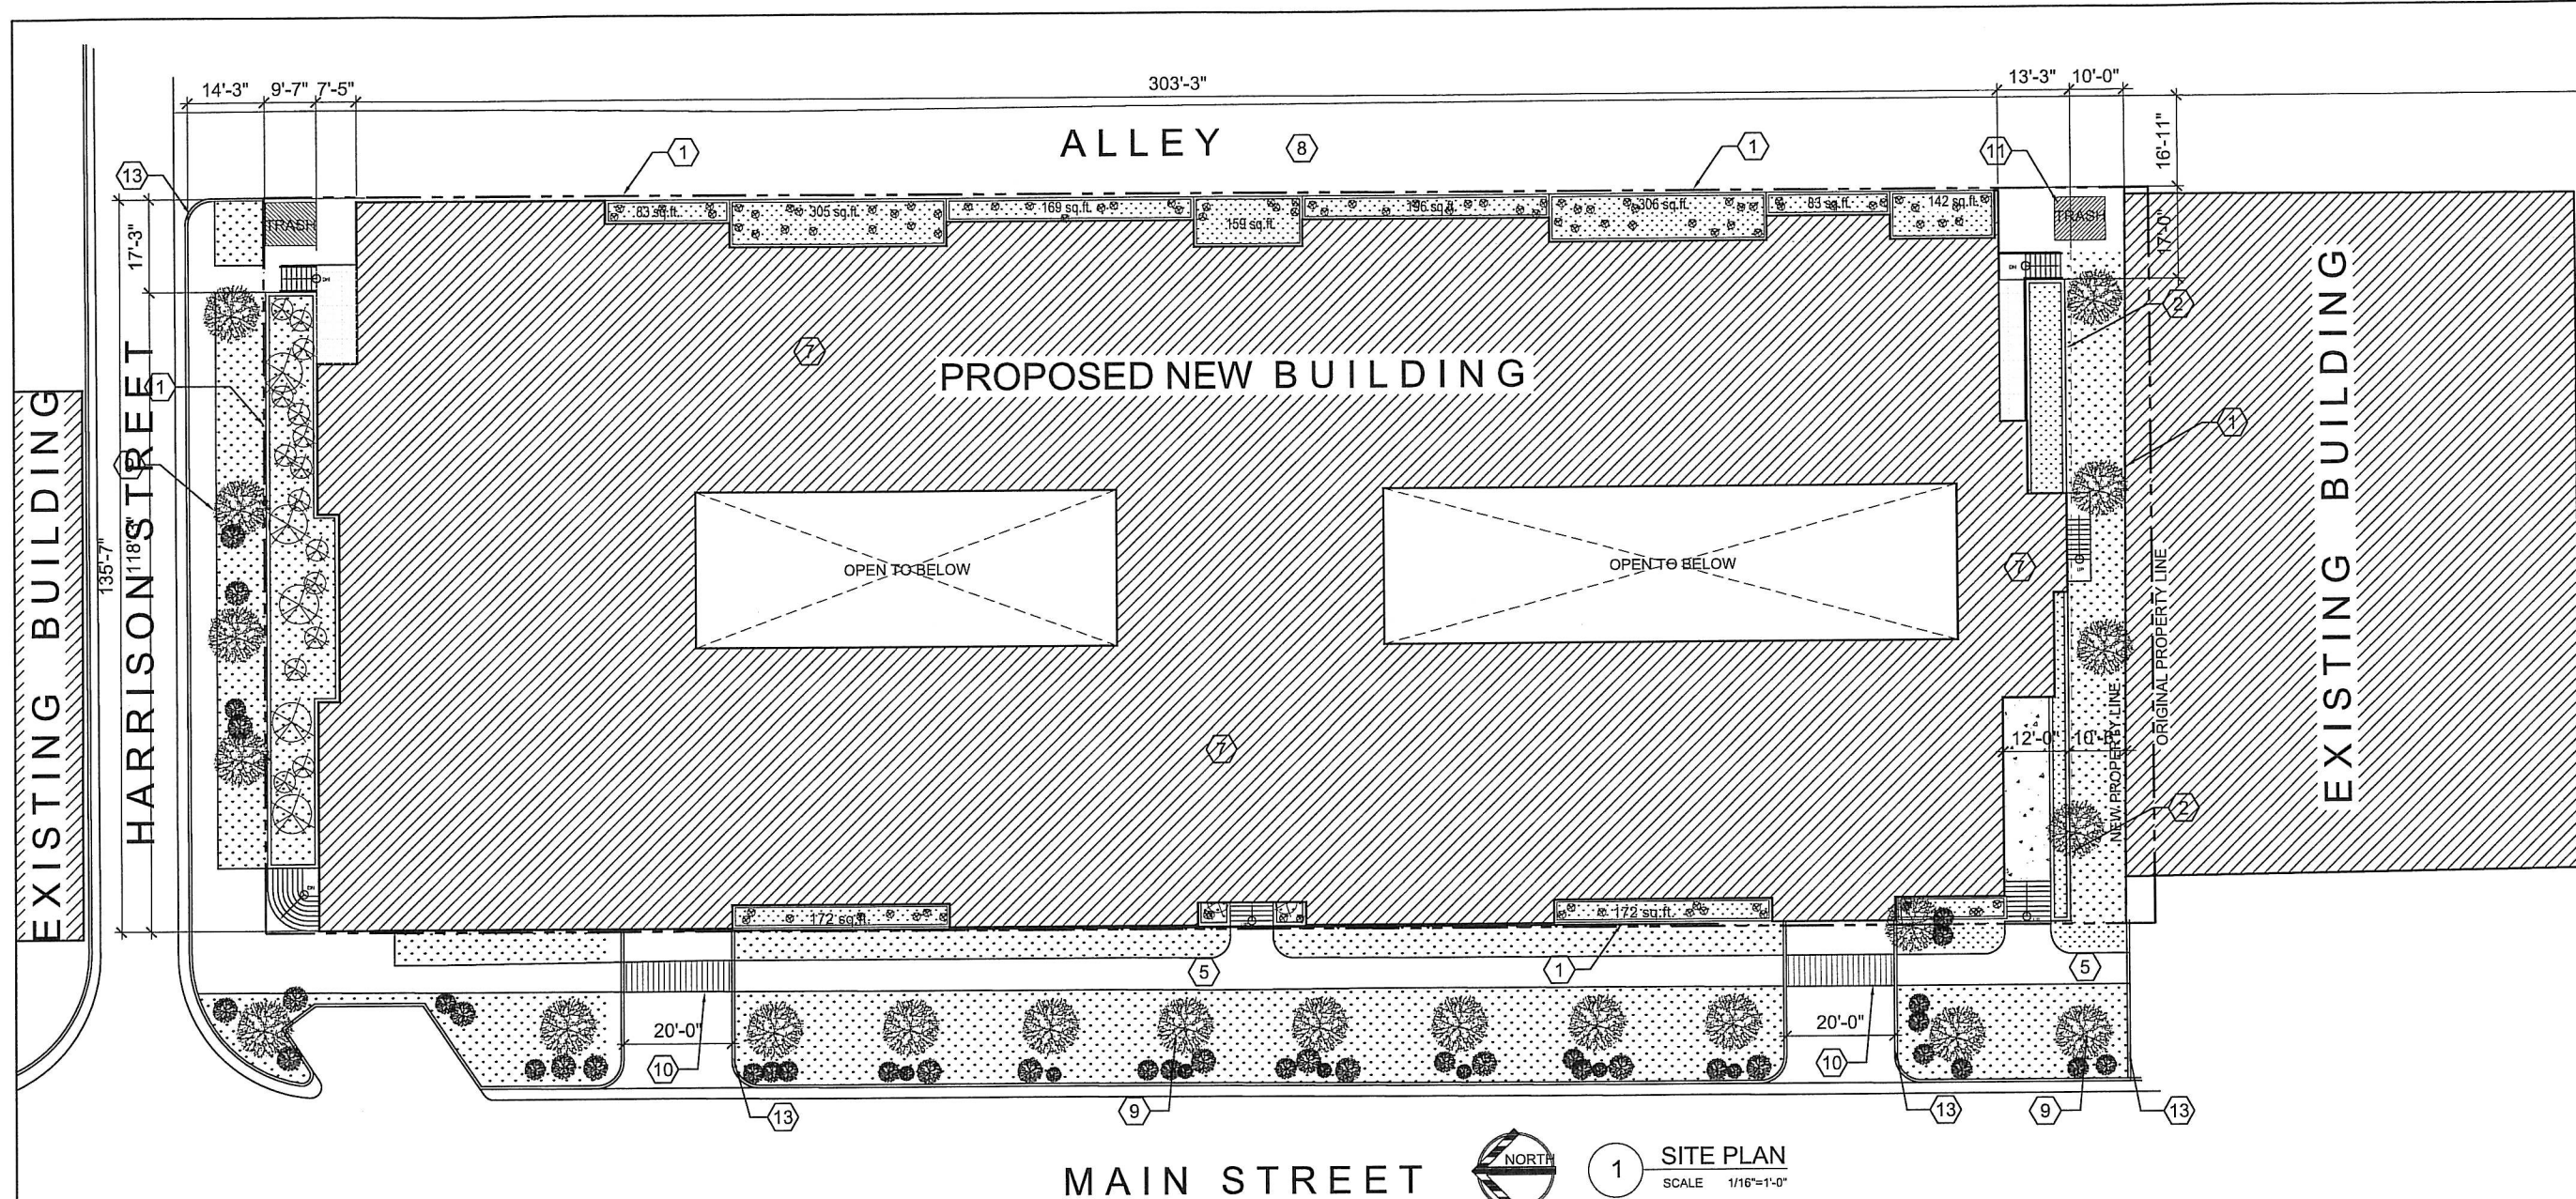 14'-3" 9'-7" 7'-5" 303'-3" 13'-3" 10'-0"
16'-11"
ALLEY 8
1 1 11
13
TRASH 83 sq.ft. 305 sq.ft. 169 sq.ft. 159 sq.ft. 196 sq.ft. 306 sq.ft. 83 sq.ft. 142 sq.ft. TRASH
17'-3" 17'-0"
DN DN
2
7
PROPOSED NEW BUILDING
1 1
EXISTING BUILDING
HARRISON STREET
135'-7"
118'-3"
OPEN TO BELOW OPEN TO BELOW
7
UP
ORIGINAL PROPERTY LINE
NEW PROPERTY LINE
EXISTING BUILDING
7
12'-0" 10'-0"
2
DN
172 sq.ft. 172 sq.ft.
5 1 5
20'-0" 20'-0"
10 10
13 9 13 9 13
MAIN STREET
NORTH
1 SITE PLAN
SCALE 1/16"=1'-0"